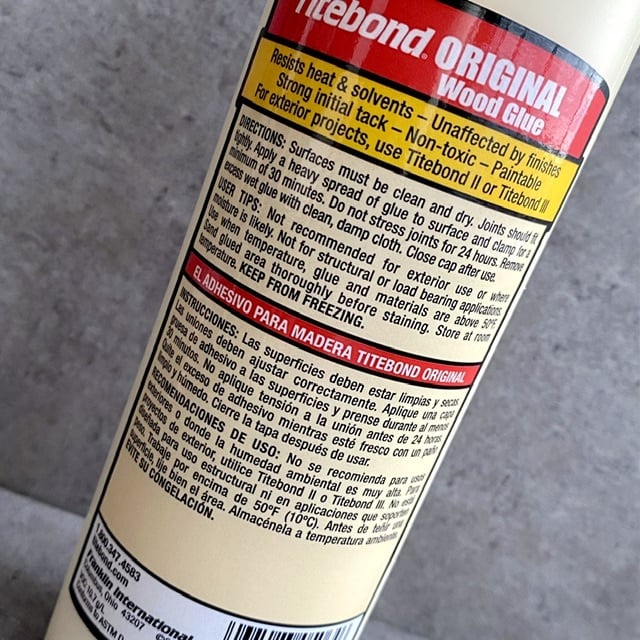 Titebond® ORIGINAL
Wood Glue
Resists heat & solvents – Unaffected by finishes
Strong initial tack – Non-toxic – Paintable
For exterior projects, use Titebond II or Titebond III
DIRECTIONS: Surfaces must be clean and dry. Joints should fit
tightly. Apply a heavy spread of glue to surface and clamp for a
minimum of 30 minutes. Do not stress joints for 24 hours. Remove
excess wet glue with clean, damp cloth. Close cap after use.
USER TIPS: Not recommended for exterior use or where
moisture is likely. Not for structural or load bearing applications.
Use when temperature, glue and materials are above 50°F.
Sand glued area thoroughly before staining. Store at room
temperature. KEEP FROM FREEZING.
EL ADHESIVO PARA MADERA TITEBOND ORIGINAL
INSTRUCCIONES: Las superficies deben estar limpias y secas.
Las uniones deben ajustar correctamente. Aplique una capa
gruesa de adhesivo a las superficies y prense durante al menos
30 minutos. No aplique tensión a la unión antes de 24 horas.
Quite el exceso de adhesivo mientras esté fresco con un paño
limpio y húmedo. Cierre la tapa después de usar.
RECOMENDACIONES DE USO: No se recomienda para usos
exteriores o donde la humedad ambiental es muy alta. Para
proyectos de exterior, utilice Titebond II o Titebond III. No está
diseñada para uso estructural ni en aplicaciones que soporten
Trabaje por encima de 50°F (10°C). Antes de teñir una
superficie, lije bien el área. Almacénela a temperatura ambiente.
EVITE SU CONGELACIÓN.
1.800.347.4583
titebond.com
Franklin International
Columbus, Ohio 43207
ASTM